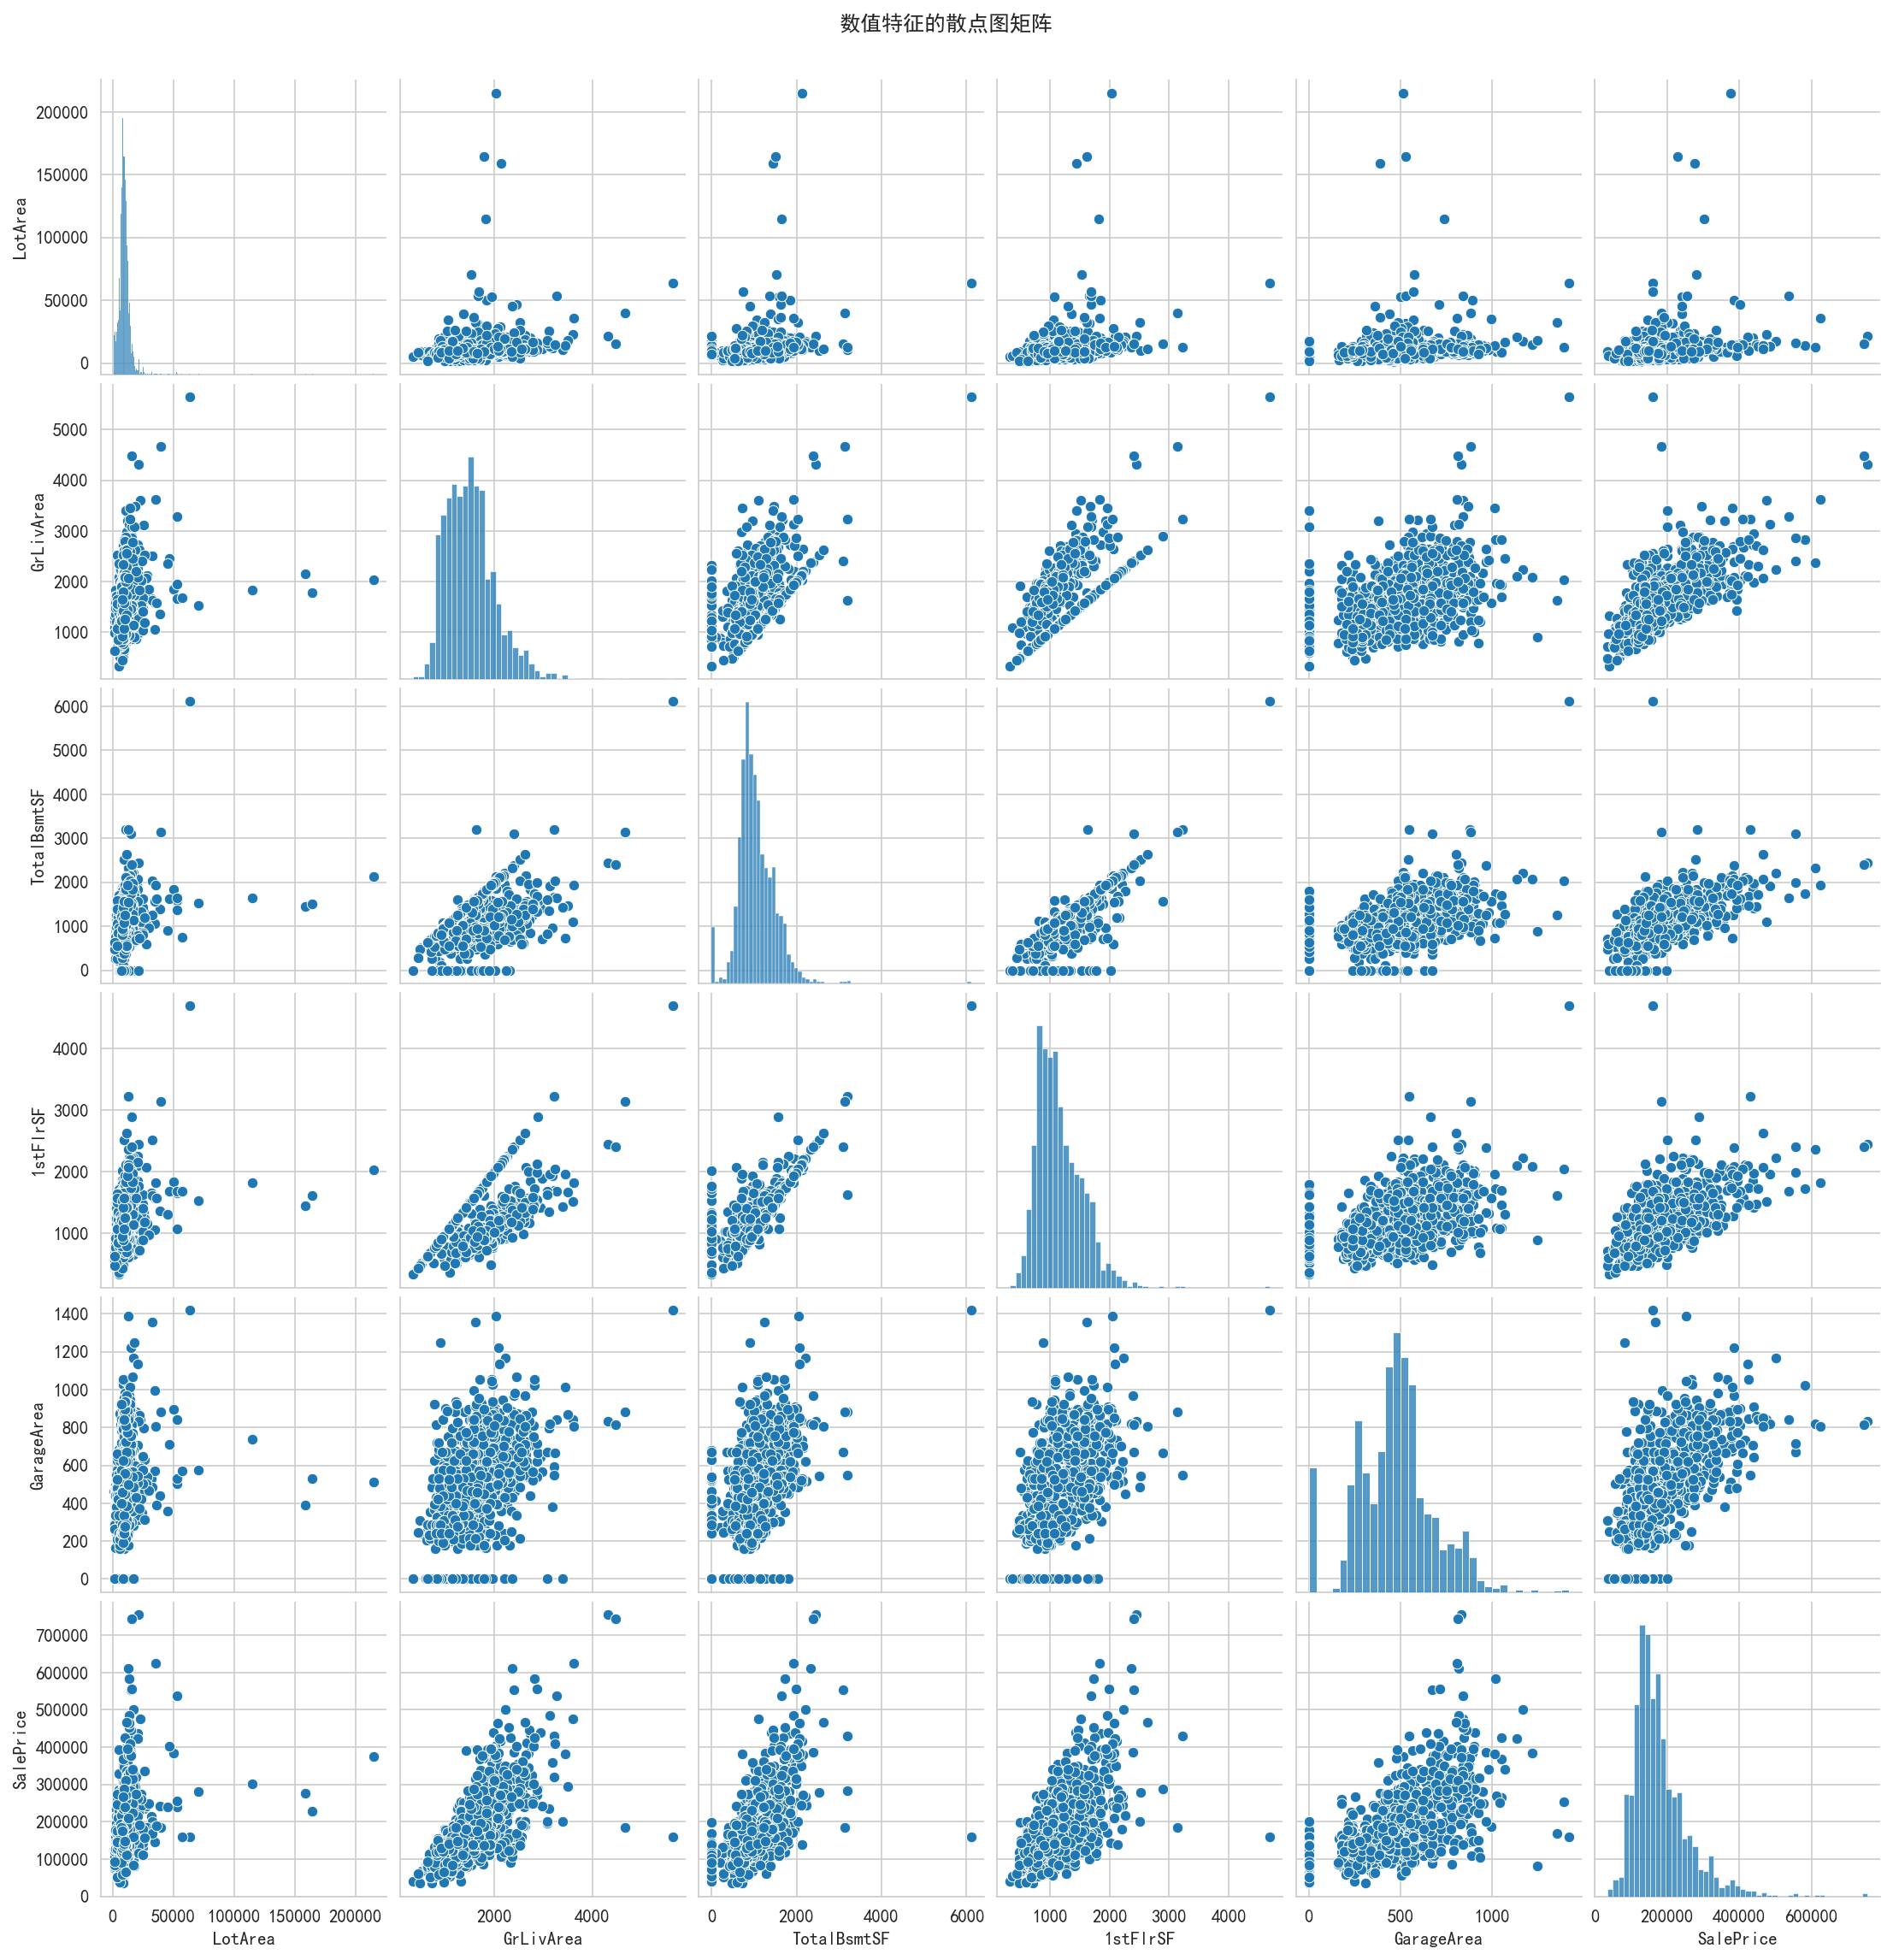 数值特征的散点图矩阵
LotArea
200000
150000
100000
50000
0
GrLivArea
5000
4000
3000
2000
1000
TotalBsmtSF
6000
5000
4000
3000
2000
1000
0
1stFlrSF
4000
3000
2000
1000
GarageArea
1400
1200
1000
800
600
400
200
0
SalePrice
700000
600000
500000
400000
300000
200000
100000
0
0 50000 100000 150000 200000
2000 4000
0 2000 4000 6000
1000 2000 3000 4000
0 500 1000
0 200000 400000 600000
LotArea GrLivArea TotalBsmtSF 1stFlrSF GarageArea SalePrice